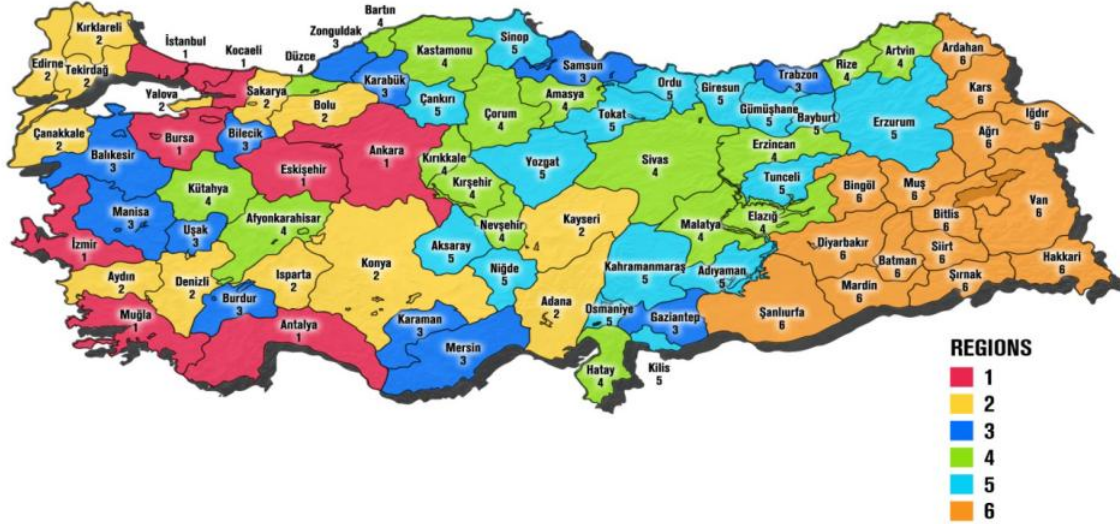 Kırklareli
2
Edirne
2
Tekirdağ
2
İstanbul
1
Kocaeli
1
Yalova
2
Sakarya
2
Düzce
4
Zonguldak
3
Bartın
4
Karabük
3
Kastamonu
4
Sinop
5
Samsun
3
Bolu
2
Çankırı
5
Çorum
4
Amasya
4
Tokat
5
Ordu
5
Giresun
5
Gümüşhane
5
Trabzon
3
Bayburt
5
Rize
4
Artvin
4
Ardahan
6
Kars
6
Iğdır
6
Ağrı
6
Erzurum
5
Erzincan
4
Çanakkale
2
Balıkesir
3
Bursa
1
Bilecik
3
Eskişehir
1
Ankara
1
Kırıkkale
4
Yozgat
5
Sivas
4
Tunceli
5
Bingöl
6
Muş
6
Van
6
Kütahya
4
Kırşehir
4
Manisa
3
Uşak
3
Afyonkarahisar
4
Nevşehir
4
4
Kayseri
2
Malatya
4
Elazığ
4
Bitlis
6
Diyarbakır
6
Siirt
6
Batman
6
Hakkari
6
Şırnak
6
Mardin
6
İzmir
1
Aydın
2
Denizli
2
Isparta
2
Konya
2
Aksaray
5
Niğde
5
Kahramanmaraş
5
Adıyaman
5
Şanlıurfa
6
Muğla
1
Burdur
3
Antalya
1
Karaman
3
Mersin
3
Adana
2
Osmaniye
5
Gaziantep
3
Kilis
5
Hatay
4
REGIONS
1
2
3
4
5
6